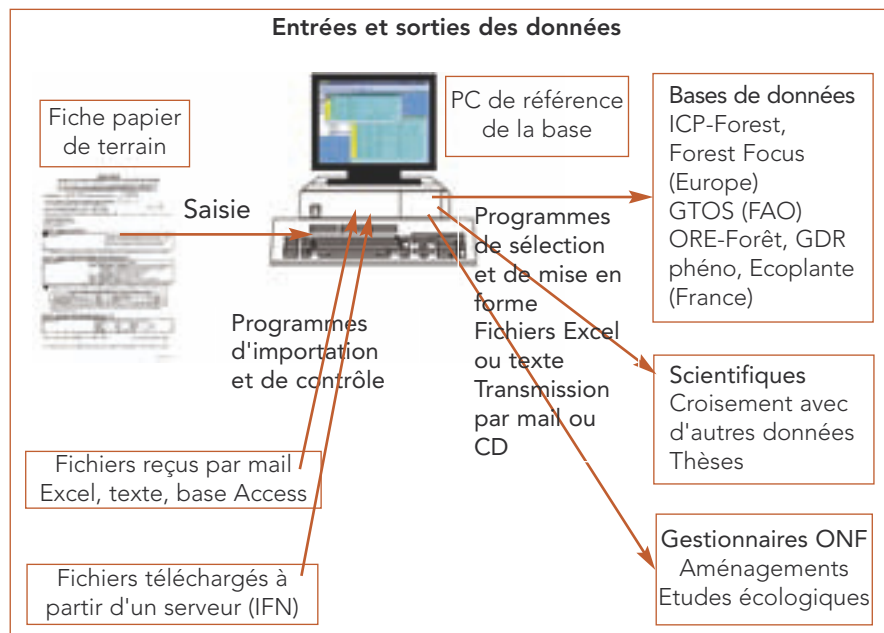 Entrées et sorties des données
Fiche papier
de terrain
Saisie
PC de référence
de la base
Programmes
d'importation
et de contrôle
Fichiers reçus par mail
Excel, texte, base Access
Fichiers téléchargés à
partir d'un serveur (IFN)
Programmes
de sélection
et de mise en
forme
Fichiers Excel
ou texte
Transmission
par mail ou
CD
Bases de données
ICP-Forest,
Forest Focus
(Europe)
GTOS (FAO)
ORE-Forêt, GDR
phéno, Ecoplante
(France)
Scientifiques
Croisement avec
d'autres données
Thèses
Gestionnaires ONF
Aménagements
Etudes écologiques